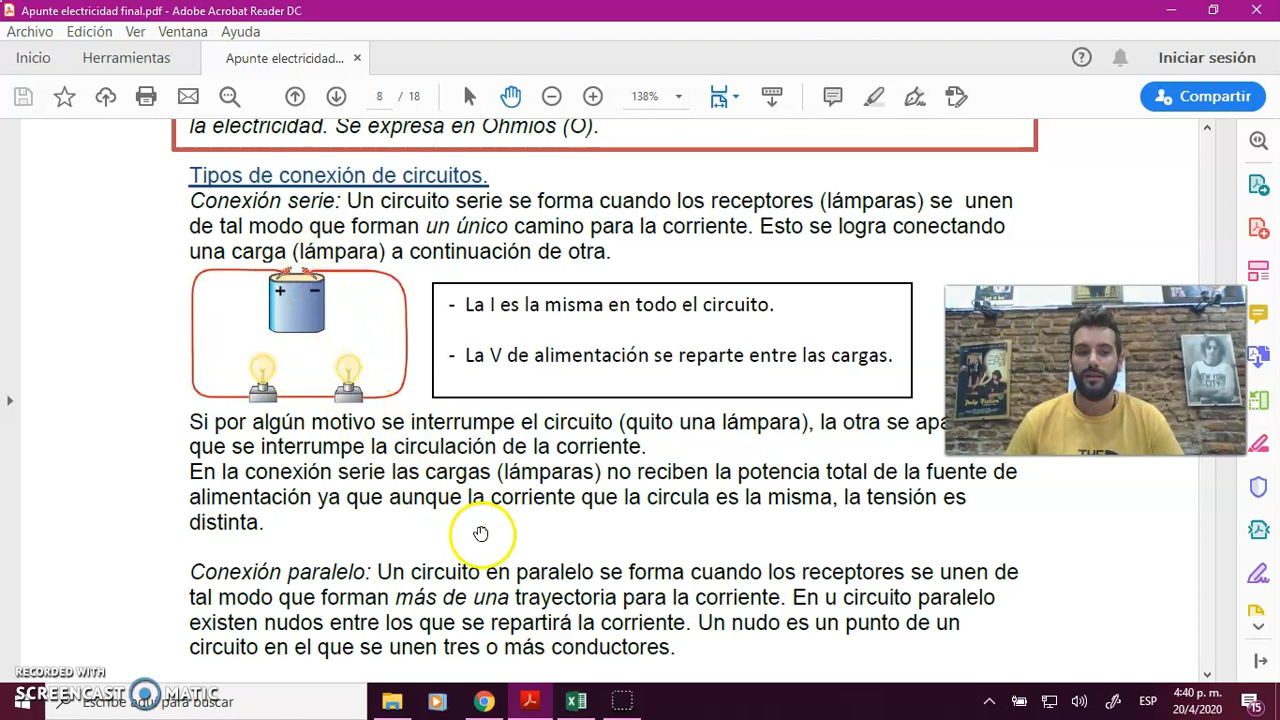 Apunte electricidad final.pdf - Adobe Acrobat Reader DC
Archivo Edición Ver Ventana Ayuda
Inicio Herramientas Apunte electricidad... × Iniciar sesión
8 / 18 138% Compartir
la electricidad. Se expresa en Ohmios (O).
Tipos de conexión de circuitos.
Conexión serie: Un circuito serie se forma cuando los receptores (lámparas) se unen
de tal modo que forman un único camino para la corriente. Esto se logra conectando
una carga (lámpara) a continuación de otra.
+ −
- La I es la misma en todo el circuito.
- La V de alimentación se reparte entre las cargas.
Si por algún motivo se interrumpe el circuito (quito una lámpara), la otra se
que se interrumpe la circulación de la corriente.
En la conexión serie las cargas (lámparas) no reciben la potencia total de la fuente de
alimentación ya que aunque la corriente que la circula es la misma, la tensión es
distinta.
Conexión paralelo: Un circuito en paralelo se forma cuando los receptores se unen de
tal modo que forman más de una trayectoria para la corriente. En u circuito paralelo
existen nudos entre los que se repartirá la corriente. Un nudo es un punto de un
circuito en el que se unen tres o más conductores.
PULP FICTION
NEW YORK CITY
THE
RECORDED WITH
SCREENCAST MATIC
Escribe aquí para buscar
ESP 4:40 p. m.
20/4/2020 15